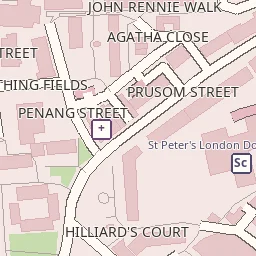 JOHN RENNIE WALK
AGATHA CLOSE
STREET
THING FIELDS
PRUSOM STREET
PENANG STREET
St Peter's London Do
Sc
HILLIARD'S COURT